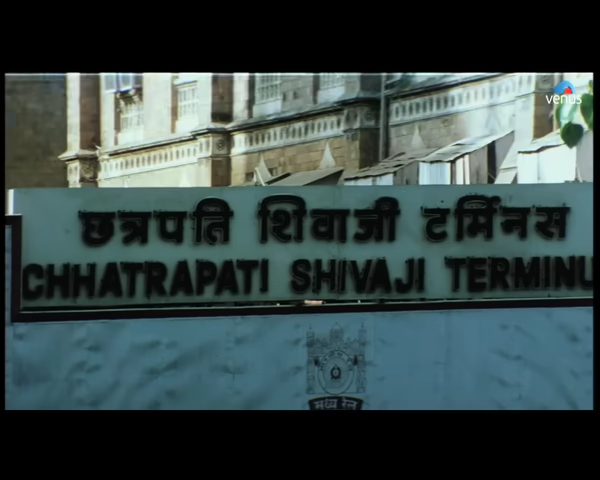 venus
छत्रपति शिवाजी टर्मिनस
CHHATRAPATI SHIVAJI TERMINU
मध्य रेल